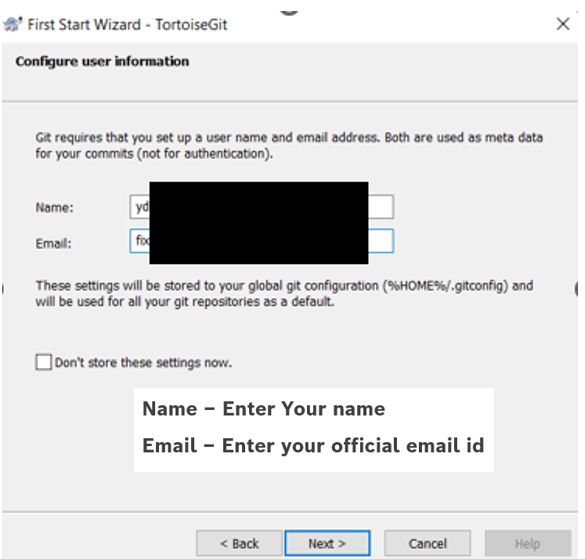 First Start Wizard - TortoiseGit
Configure user information
Git requires that you set up a user name and email address. Both are used as meta data
for your commits (not for authentication).
Name: yd
Email: fix
These settings will be stored to your global git configuration (%HOME%/.gitconfig) and
will be used for all your git repositories as a default.
Don't store these settings now.
Name – Enter Your name
Email – Enter your official email id
< Back Next > Cancel Help